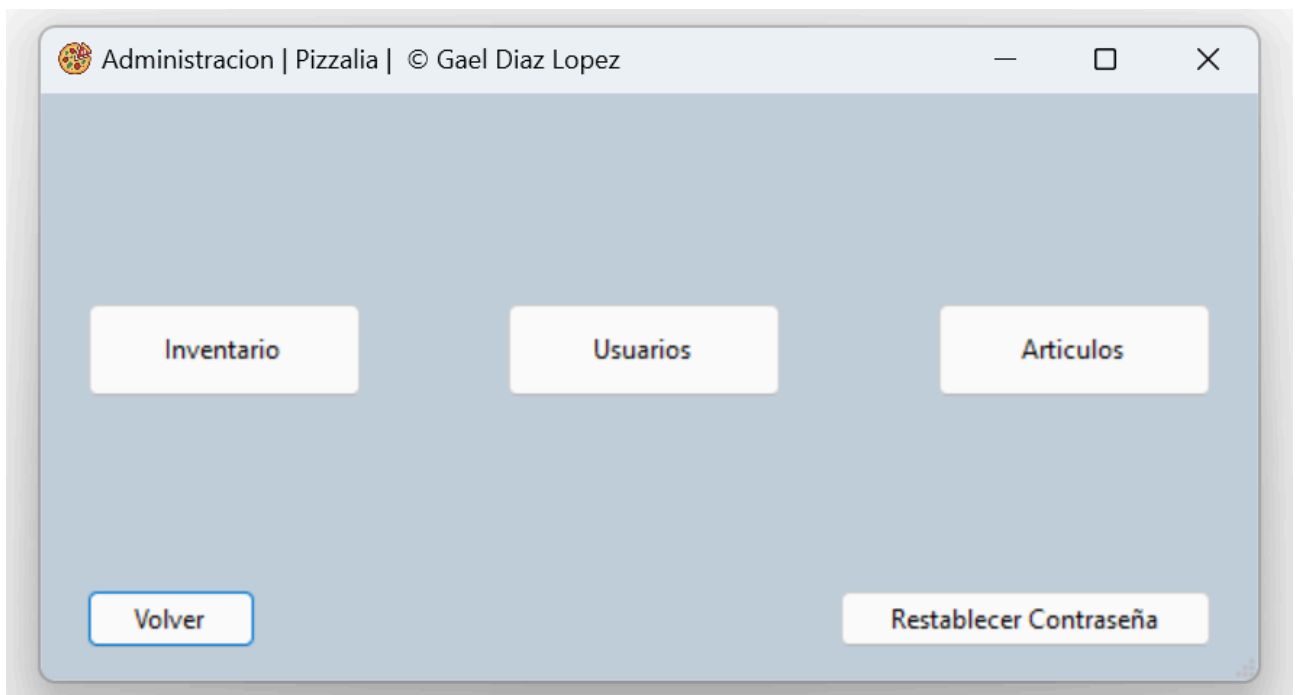 Administracion | Pizzalia | © Gael Diaz Lopez
Inventario Usuarios Articulos
Volver Restablecer Contraseña